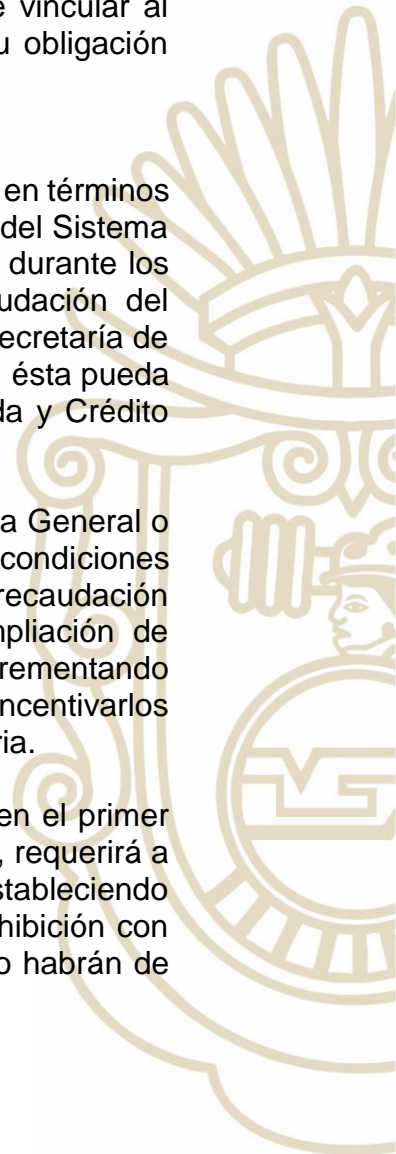 vincular al
u obligación
en términos
del Sistema
durante los
udación del
ecretaría de
ésta pueda
da y Crédito
a General o
condiciones
recaudación
mpliación de
crementando
ncentivarlos
ria.
en el primer
, requerirá a
stableciendo
hibición con
o habrán de